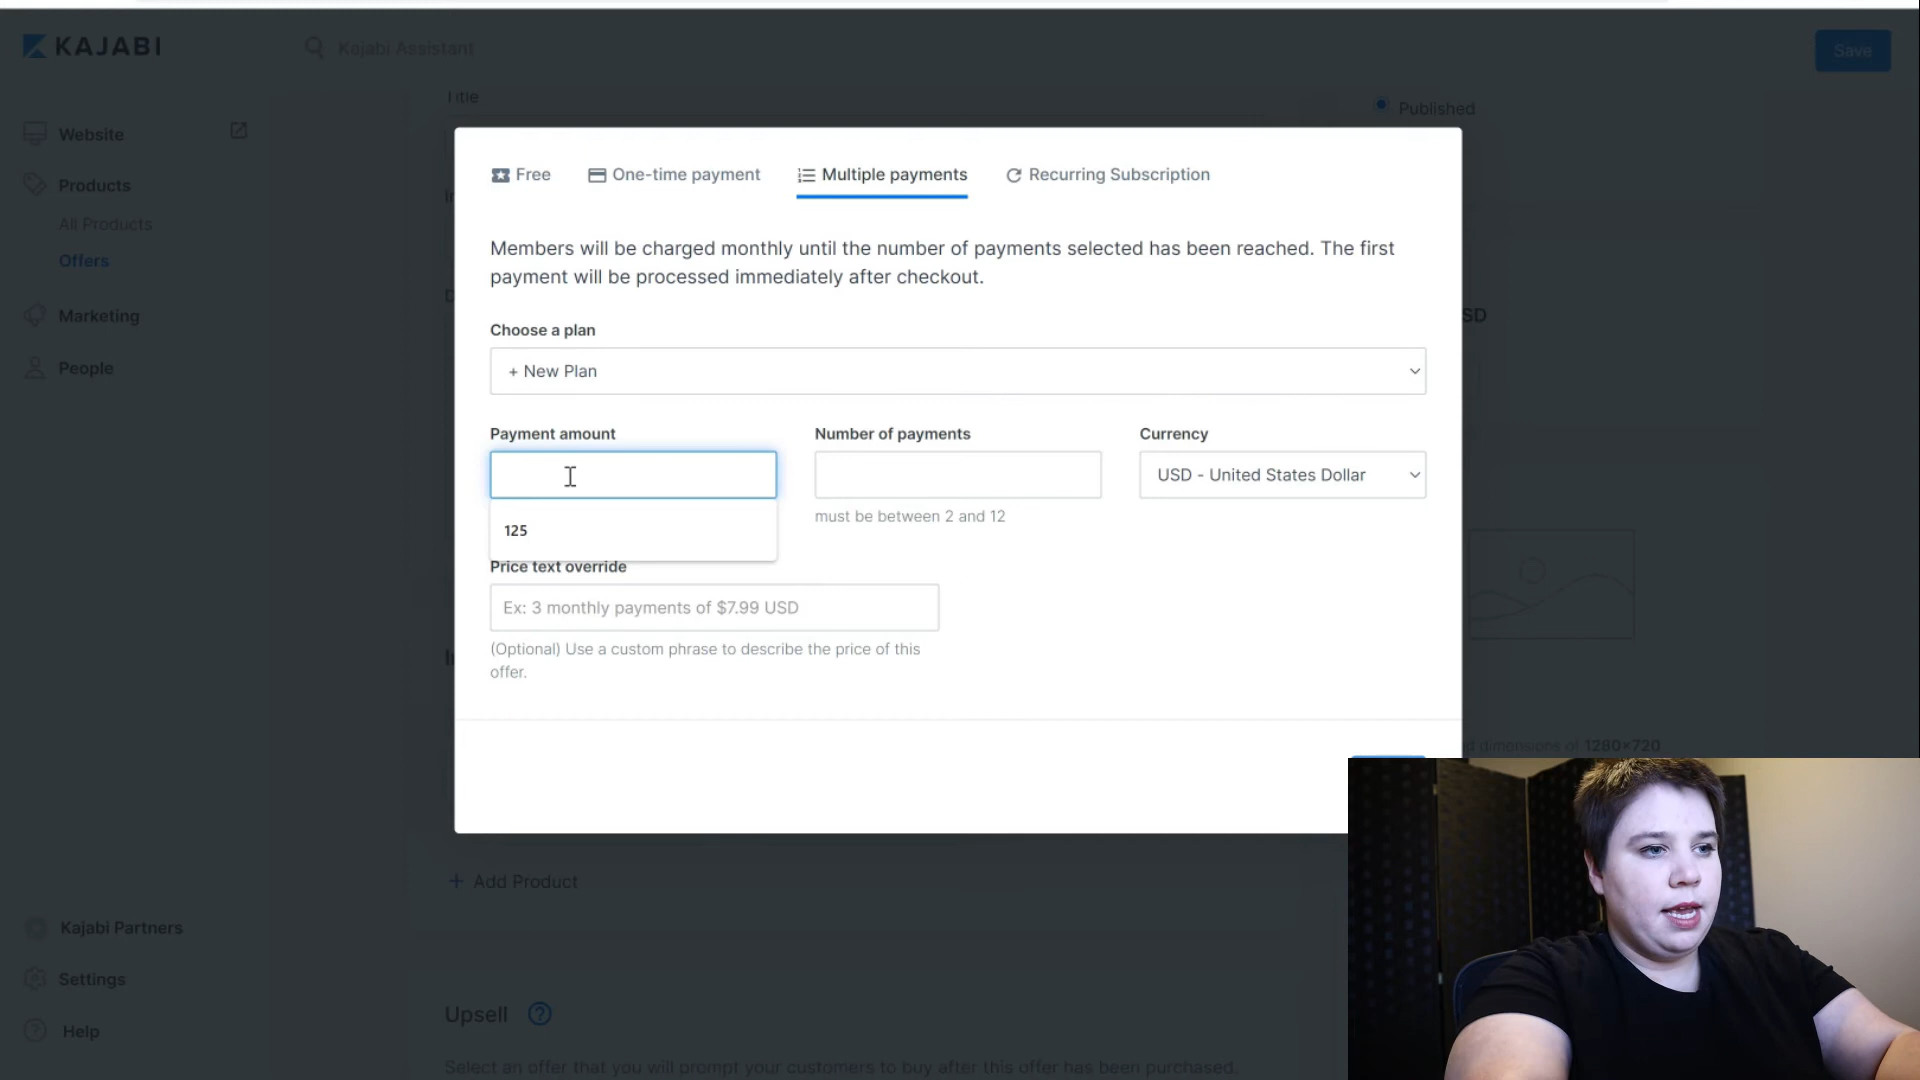 KAJABI
Kajabi Assistant
Save
Title
Published
Website
Products
All Products
Offers
Marketing
People
Free
One-time payment
Multiple payments
Recurring Subscription
Members will be charged monthly until the number of payments selected has been reached. The first
payment will be processed immediately after checkout.
Choose a plan
+ New Plan
Payment amount
Number of payments
Currency
USD - United States Dollar
125
must be between 2 and 12
Price text override
Ex: 3 monthly payments of $7.99 USD
(Optional) Use a custom phrase to describe the price of this
offer.
SD
dimensions of 1280×720
+ Add Product
Kajabi Partners
Settings
Help
Upsell ?
Select an offer that you will prompt your customers to buy after this offer has been purchased.